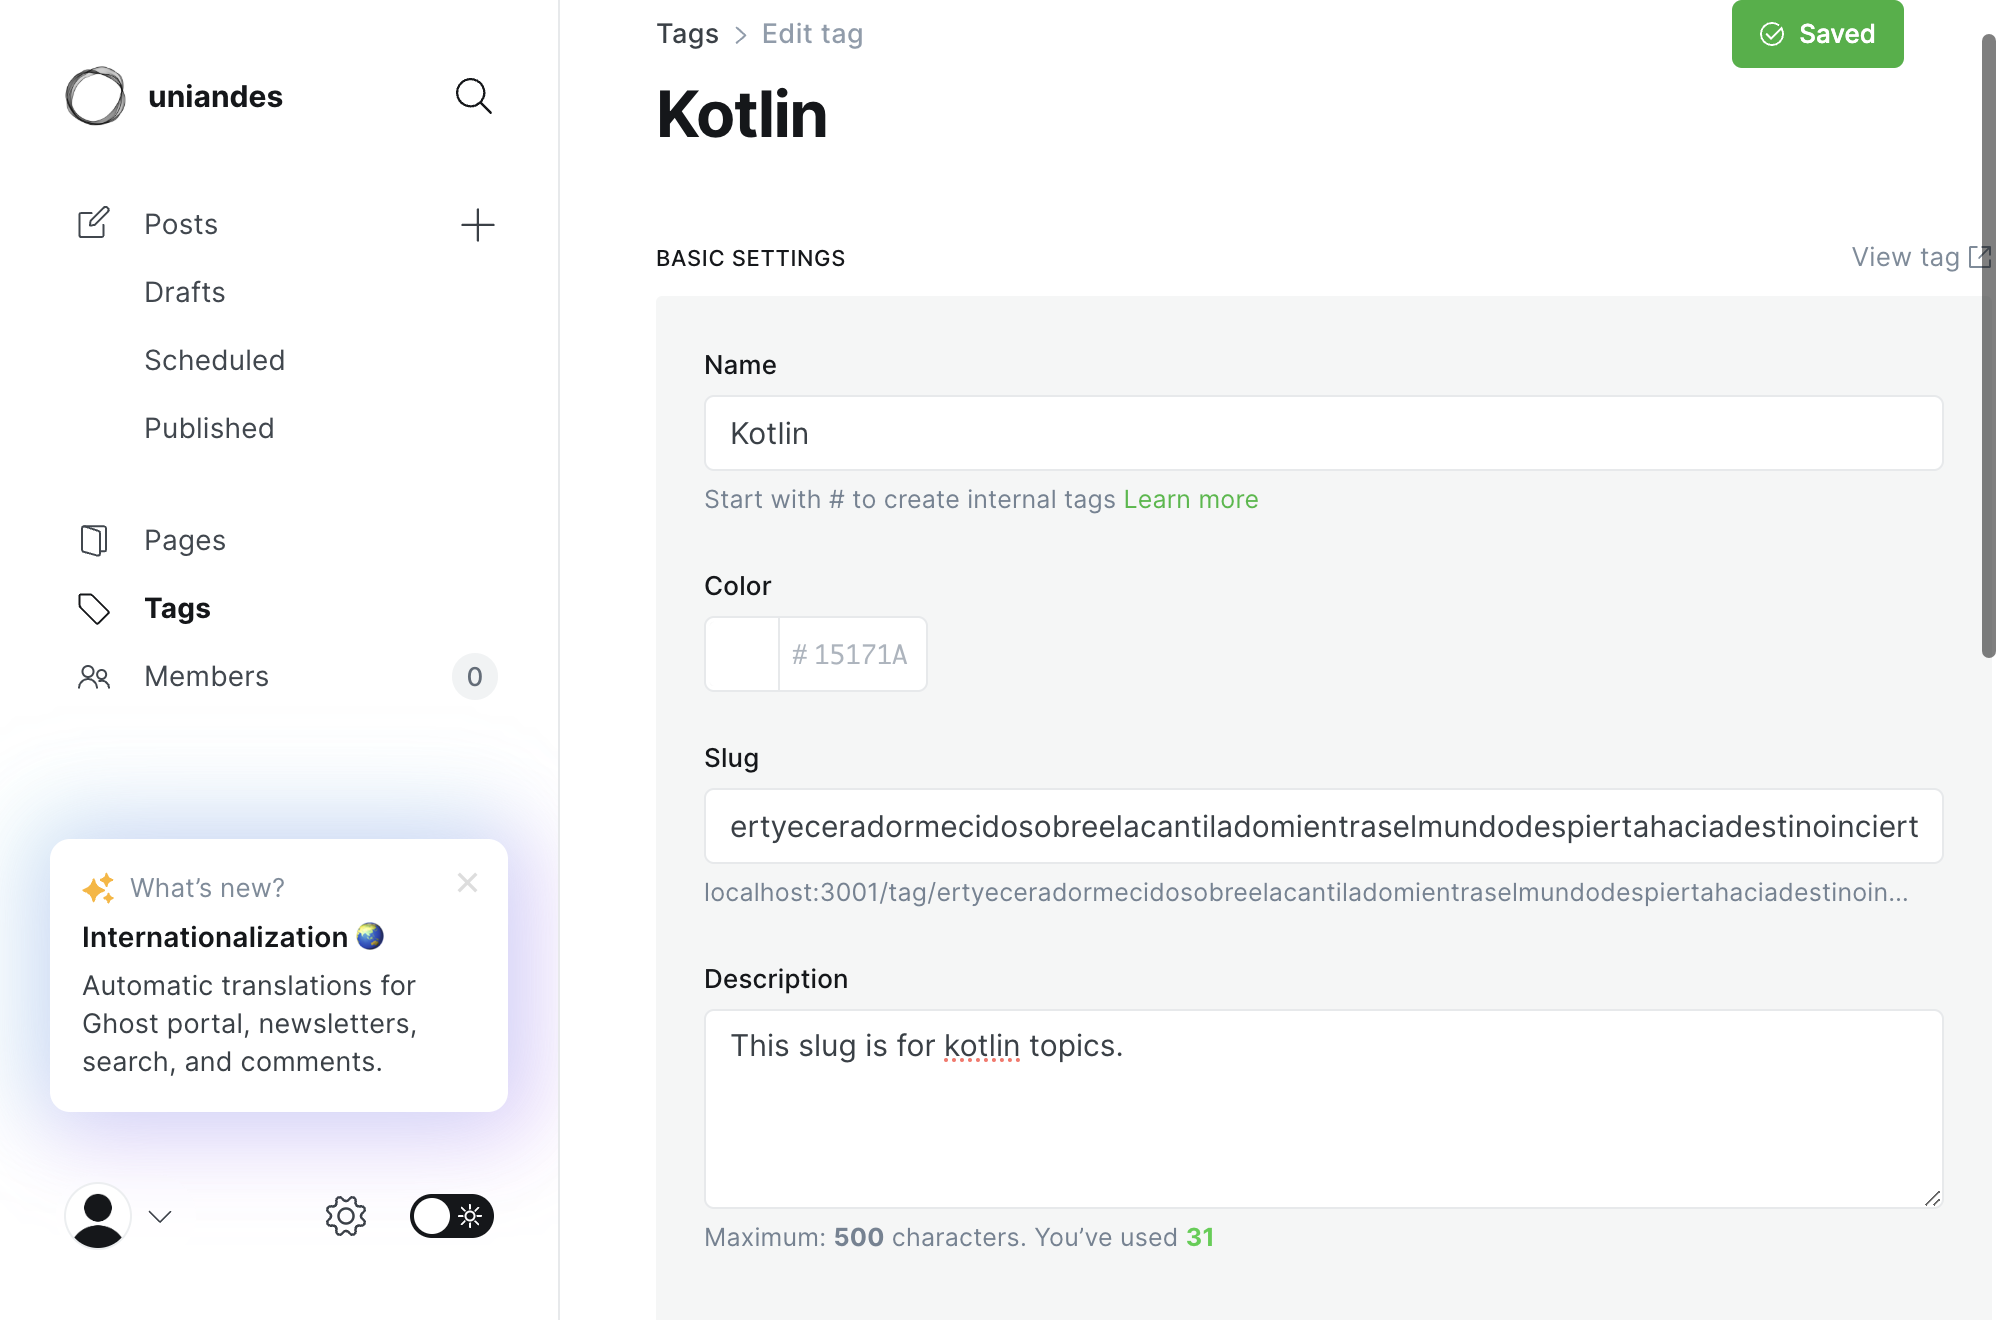 uniandes
Posts
Drafts
Scheduled
Published
Pages
Tags
Members
0
What’s new?
Internationalization
Automatic translations for
Ghost portal, newsletters,
search, and comments.
Tags > Edit tag
Saved
Kotlin
BASIC SETTINGS
View tag
Name
Kotlin
Start with # to create internal tags Learn more
Color
# 15171A
Slug
ertyeceradormecidosobreelacantiladomientraselmundodespiertahaciadestinoinciert
localhost:3001/tag/ertyeceradormecidosobreelacantiladomientraselmundodespiertahaciadestinoin...
Description
This slug is for kotlin topics.
Maximum: 500 characters. You’ve used 31